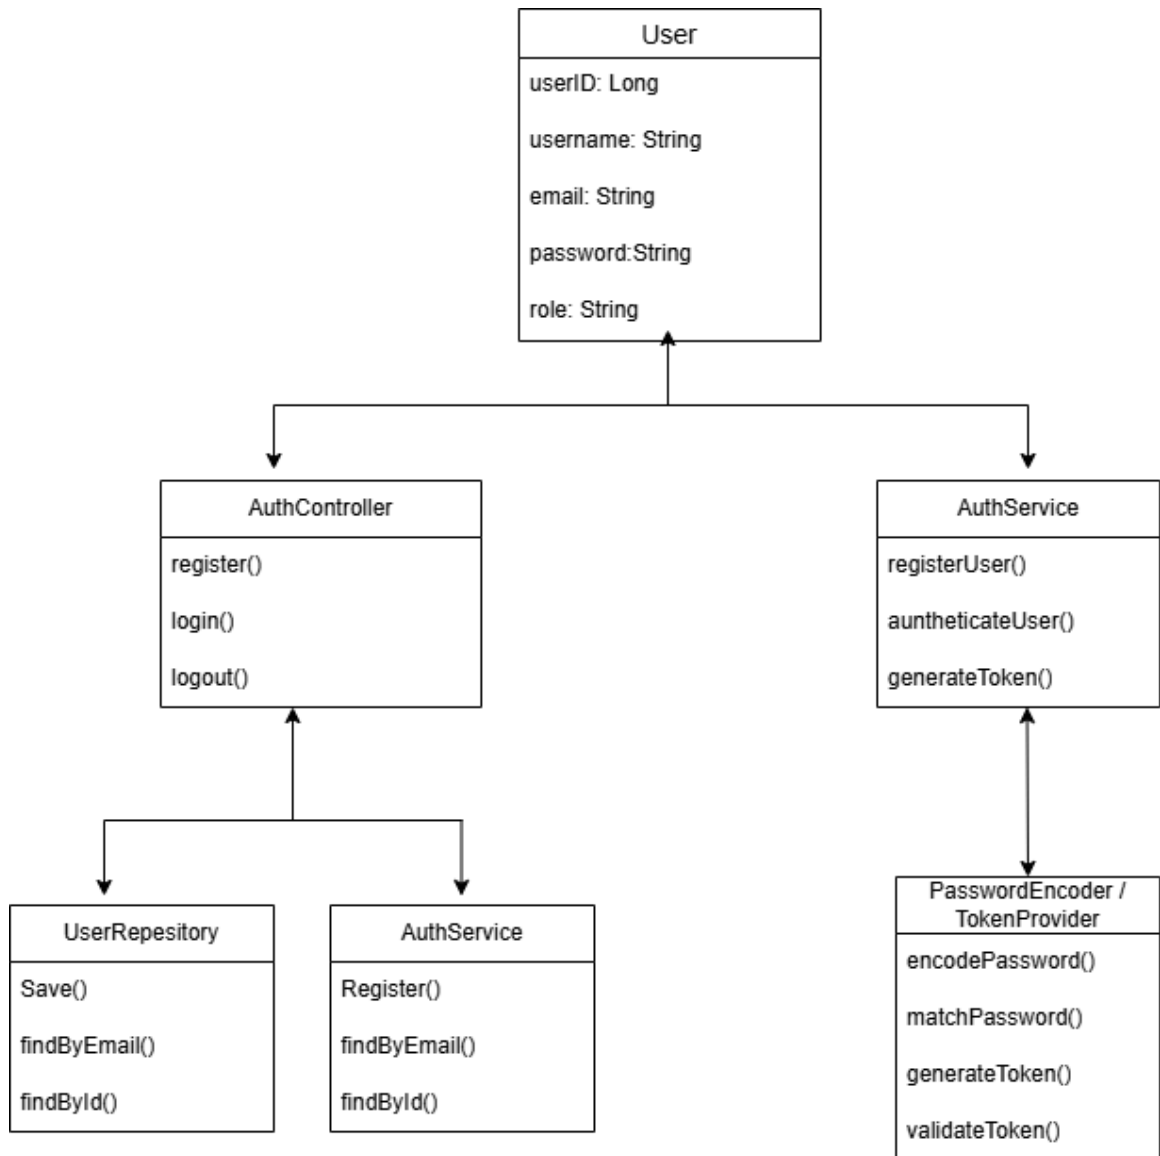 User
userID: Long
username: String
email: String
password:String
role: String
AuthController
register()
login()
logout()
AuthService
registerUser()
auntheticateUser()
generateToken()
UserRepesitory
Save()
findByEmail()
findById()
AuthService
Register()
findByEmail()
findById()
PasswordEncoder /
TokenProvider
encodePassword()
matchPassword()
generateToken()
validateToken()